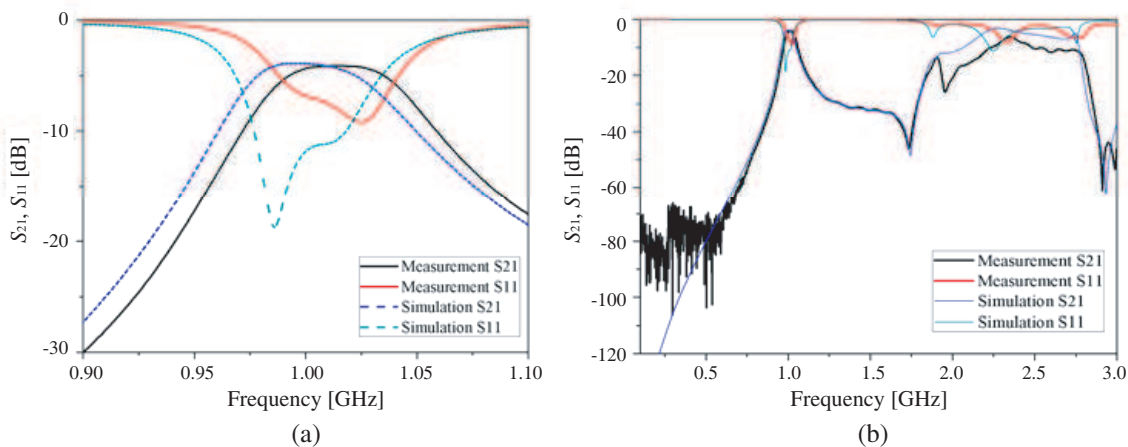 0
-10
-20
-30
S21, S11 [dB]
0.90
0.95
1.00
1.05
1.10
Frequency [GHz]
Measurement S21
Measurement S11
Simulation S21
Simulation S11
(a)
0
-20
-40
-60
-80
-100
-120
S21, S11 [dB]
0.5
1.0
1.5
2.0
2.5
3.0
Frequency [GHz]
Measurement S21
Measurement S11
Simulation S21
Simulation S11
(b)